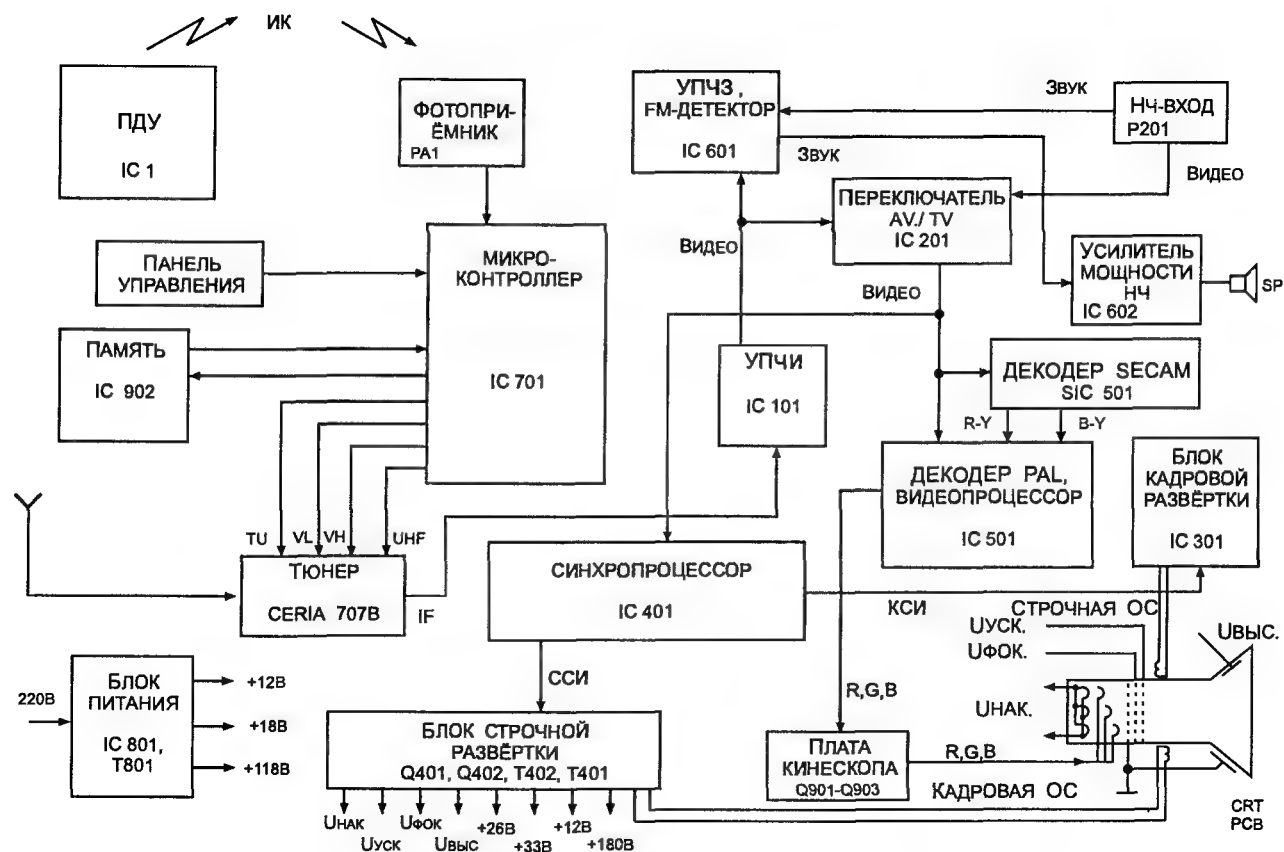 ИК
ПДУ
IC 1
ФОТОПРИ-
ЁМНИК
PA1
УПЧЗ ,
FM-ДЕТЕКТОР
IC 601
ЗВУК
НЧ-ВХОД
P201
ЗВУК
ВИДЕО
ПЕРЕКЛЮЧАТЕЛЬ
AV./ TV
IC 201
ВИДЕО
ПАНЕЛЬ
УПРАВЛЕНИЯ
МИКРО-
КОНТРОЛЛЕР
IC 701
УСИЛИТЕЛЬ
МОЩНОСТИ
НЧ
IC 602
SP
ВИДЕО
ПАМЯТЬ
IC 902
УПЧИ
IC 101
ДЕКОДЕР SECAM
SIC 501
R-Y
B-Y
ДЕКОДЕР PAL,
ВИДЕОПРОЦЕССОР
IC 501
БЛОК
КАДРОВОЙ
РАЗВЁРТКИ
IC 301
TU
VL
VH
UHF
ТЮНЕР
CERIA 707B
IF
СИНХРОПРОЦЕССОР
IC 401
КСИ
СТРОЧНАЯ ОС
UУСК.
UФОК.
UВЫС.
UНАК.
ССИ
R,G,B
220В
БЛОК
ПИТАНИЯ
IC 801,
T801
+12В
+18В
+118В
БЛОК СТРОЧНОЙ
РАЗВЁРТКИ
Q401, Q402, T402, T401
ПЛАТА
КИНЕСКОПА
Q901-Q903
R,G,B
КАДРОВАЯ ОС
CRT
PCB
UНАК
UУСК
UФОК
UВЫС
+26В
+33В
+12В
+180В